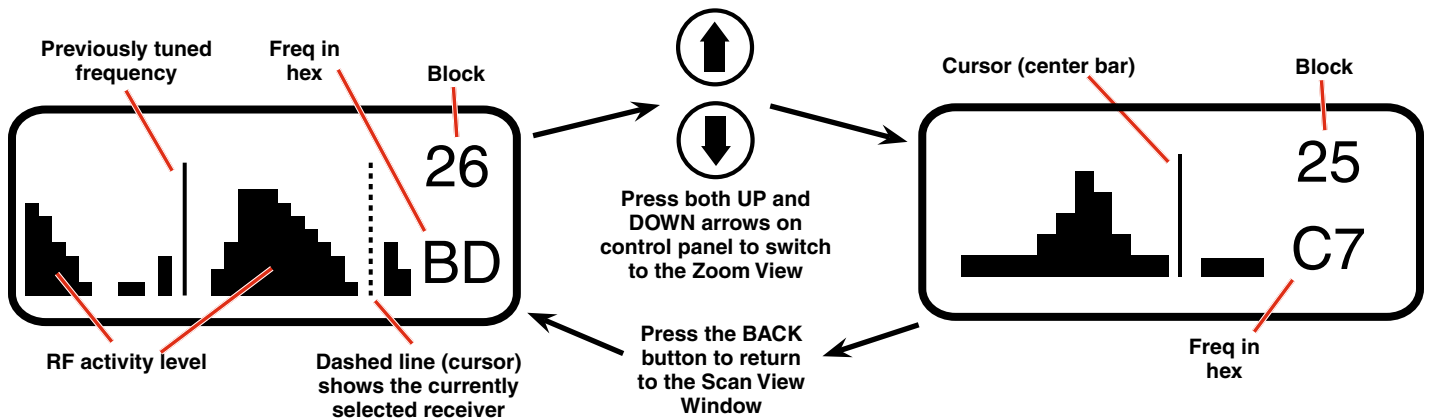 Previously tuned
frequency
Freq in
hex
Block
26
BD
RF activity level
Dashed line (cursor)
shows the currently
selected receiver
Press both UP and
DOWN arrows on
control panel to switch
to the Zoom View
Press the BACK
button to return
to the Scan View
Window
Cursor (center bar)
Block
25
C7
Freq in
hex